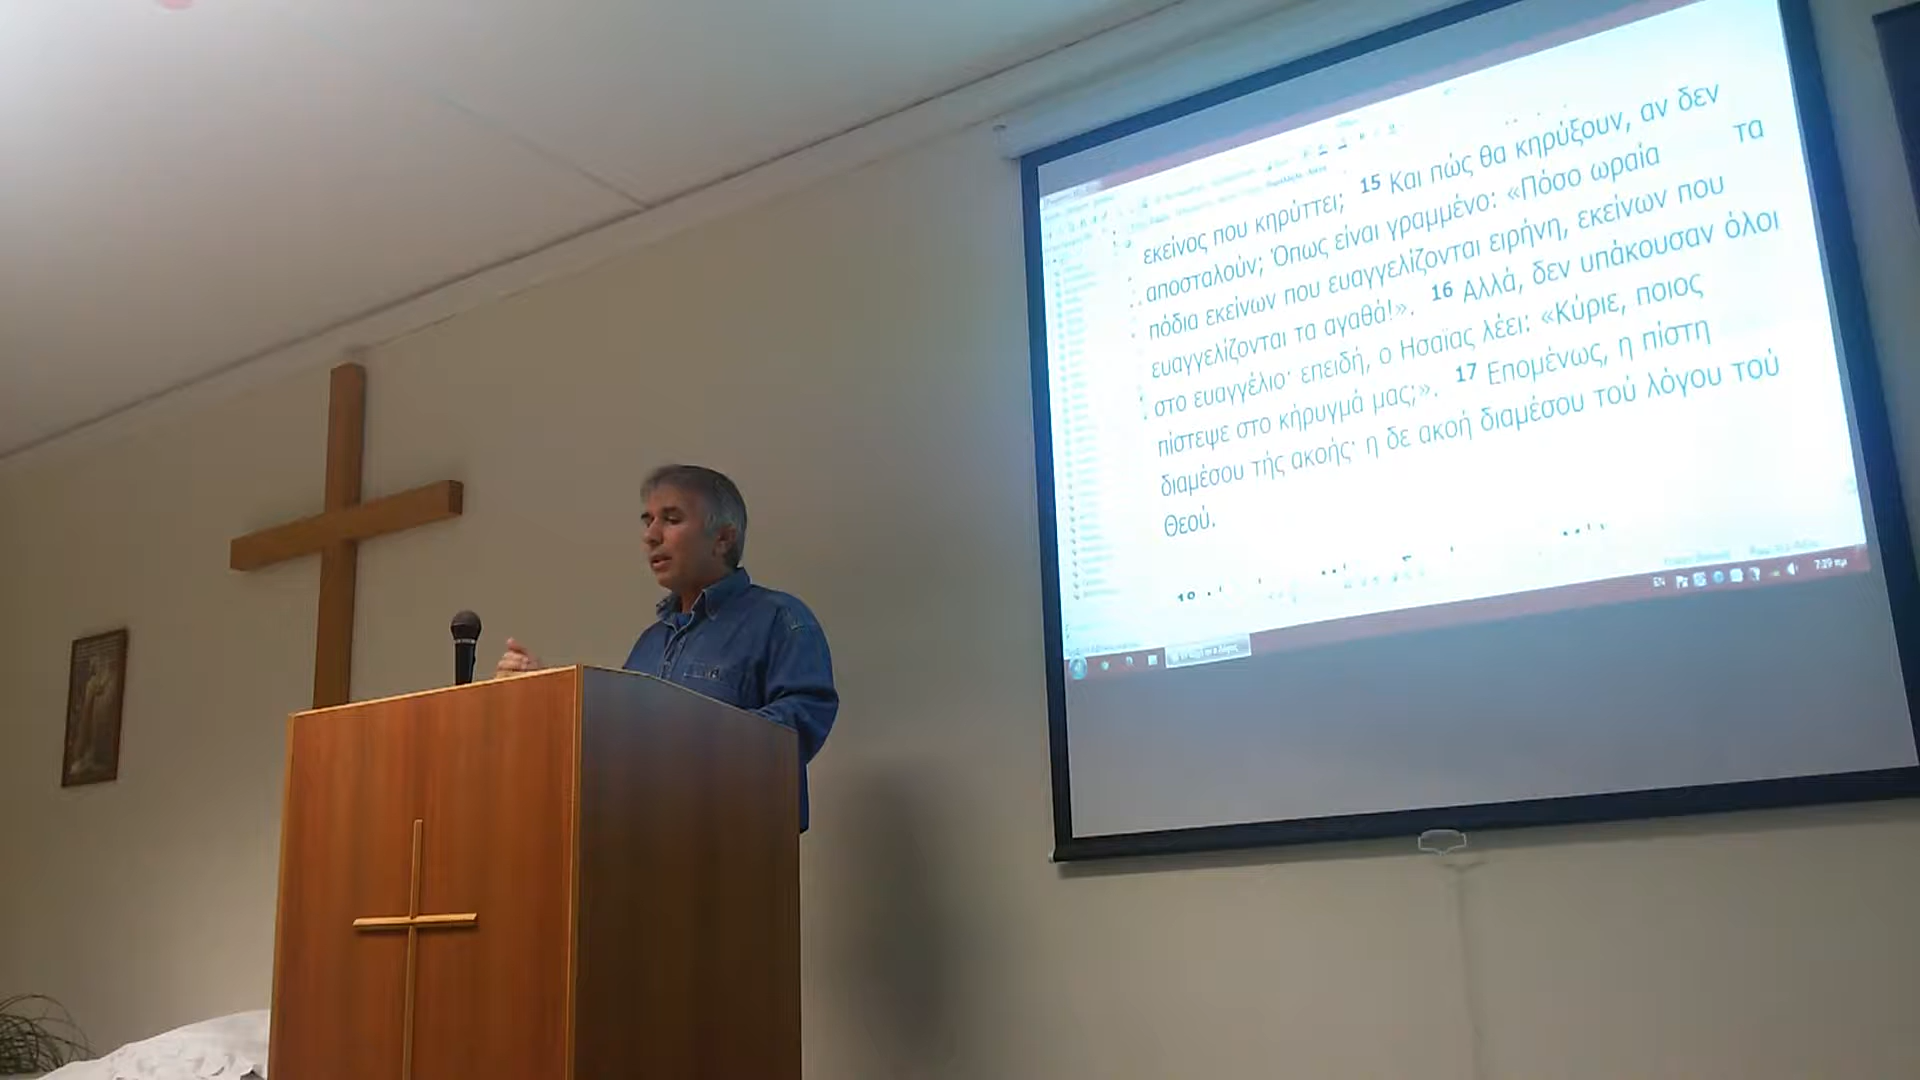 εκείνος που κηρύττει; 15 Και πώς θα κηρύξουν, αν δεν
αποσταλούν; Όπως είναι γραμμένο: «Πόσο ωραία τα
πόδια εκείνων που ευαγγελίζονται ειρήνη, εκείνων που
ευαγγελίζονται τα αγαθά!». 16 Αλλά, δεν υπάκουσαν όλοι
στο ευαγγέλιο· επειδή, ο Ησαΐας λέει: «Κύριε, ποιος
πίστεψε στο κήρυγμά μας;». 17 Επομένως, η πίστη
διαμέσου τής ακοής· η δε ακοή διαμέσου τού λόγου τού
Θεού.
EN